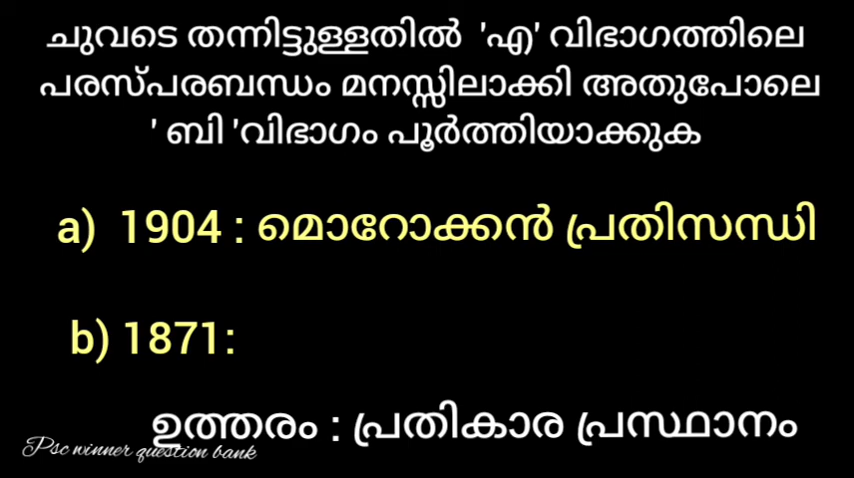 ചുവടെ തന്നിട്ടുള്ളതിൽ 'എ' വിഭാഗത്തിലെ
പരസ്പരബന്ധം മനസ്സിലാക്കി അതുപോലെ
' ബി 'വിഭാഗം പൂർത്തിയാക്കുക
a) 1904 : മൊറോക്കൻ പ്രതിസന്ധി
b) 1871:
ഉത്തരം : പ്രതികാര പ്രസ്ഥാനം
Psc winner question bank